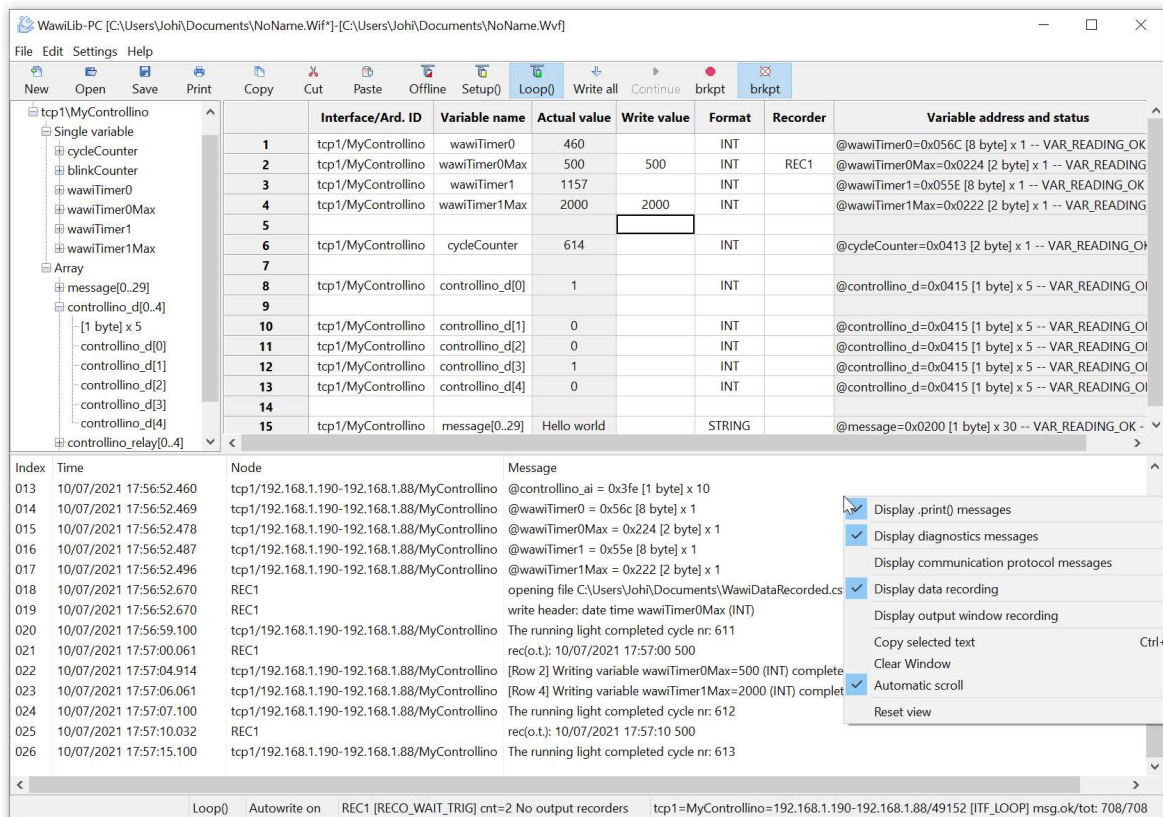 WawiLib-PC [C:\Users\Johi\Documents\NoName.Wif*]-[C:\Users\Johi\Documents\NoName.Wvf]
File Edit Settings Help
New Open Save Print Copy Cut Paste Offline Setup() Loop() Write all Continue brkpt brkpt
tcp1\MyControllino
Single variable
cycleCounter
blinkCounter
wawiTimer0
wawiTimer0Max
wawiTimer1
wawiTimer1Max
Array
message[0..29]
controllino_d[0..4]
[1 byte] x 5
controllino_d[0]
controllino_d[1]
controllino_d[2]
controllino_d[3]
controllino_d[4]
controllino_relay[0..4]
Interface/Ard. ID Variable name Actual value Write value Format Recorder Variable address and status
1 tcp1/MyControllino wawiTimer0 460 INT @wawiTimer0=0x056C [8 byte] x 1 -- VAR_READING_OK
2 tcp1/MyControllino wawiTimer0Max 500 500 INT REC1 @wawiTimer0Max=0x0224 [2 byte] x 1 -- VAR_READING
3 tcp1/MyControllino wawiTimer1 1157 INT @wawiTimer1=0x055E [8 byte] x 1 -- VAR_READING_OK
4 tcp1/MyControllino wawiTimer1Max 2000 2000 INT @wawiTimer1Max=0x0222 [2 byte] x 1 -- VAR_READING
5
6 tcp1/MyControllino cycleCounter 614 INT @cycleCounter=0x0413 [2 byte] x 1 -- VAR_READING_OK
7
8 tcp1/MyControllino controllino_d[0] 1 INT @controllino_d=0x0415 [1 byte] x 5 -- VAR_READING_O
9
10 tcp1/MyControllino controllino_d[1] 0 INT @controllino_d=0x0415 [1 byte] x 5 -- VAR_READING_O
11 tcp1/MyControllino controllino_d[2] 0 INT @controllino_d=0x0415 [1 byte] x 5 -- VAR_READING_O
12 tcp1/MyControllino controllino_d[3] 1 INT @controllino_d=0x0415 [1 byte] x 5 -- VAR_READING_O
13 tcp1/MyControllino controllino_d[4] 0 INT @controllino_d=0x0415 [1 byte] x 5 -- VAR_READING_O
14
15 tcp1/MyControllino message[0..29] Hello world STRING @message=0x0200 [1 byte] x 30 -- VAR_READING_OK -
Index Time Node Message
013 10/07/2021 17:56:52.460 tcp1/192.168.1.190-192.168.1.88/MyControllino @controllino_ai = 0x3fe [1 byte] x 10
014 10/07/2021 17:56:52.469 tcp1/192.168.1.190-192.168.1.88/MyControllino @wawiTimer0 = 0x56c [8 byte] x 1
015 10/07/2021 17:56:52.478 tcp1/192.168.1.190-192.168.1.88/MyControllino @wawiTimer0Max = 0x224 [2 byte] x 1
016 10/07/2021 17:56:52.487 tcp1/192.168.1.190-192.168.1.88/MyControllino @wawiTimer1 = 0x55e [8 byte] x 1
017 10/07/2021 17:56:52.496 tcp1/192.168.1.190-192.168.1.88/MyControllino @wawiTimer1Max = 0x222 [2 byte] x 1
018 10/07/2021 17:56:52.670 REC1 opening file C:\Users\Johi\Documents\WawiDataRecorded.cs
019 10/07/2021 17:56:52.670 REC1 write header: date time wawiTimer0Max (INT)
020 10/07/2021 17:56:59.100 tcp1/192.168.1.190-192.168.1.88/MyControllino The running light completed cycle nr: 611
021 10/07/2021 17:57:00.061 REC1 rec(o.t.): 10/07/2021 17:57:00 500
022 10/07/2021 17:57:04.914 tcp1/192.168.1.190-192.168.1.88/MyControllino [Row 2] Writing variable wawiTimer0Max=500 (INT) complete
023 10/07/2021 17:57:06.061 tcp1/192.168.1.190-192.168.1.88/MyControllino [Row 4] Writing variable wawiTimer1Max=2000 (INT) complet
024 10/07/2021 17:57:07.100 tcp1/192.168.1.190-192.168.1.88/MyControllino The running light completed cycle nr: 612
025 10/07/2021 17:57:10.032 REC1 rec(o.t.): 10/07/2021 17:57:10 500
026 10/07/2021 17:57:15.100 tcp1/192.168.1.190-192.168.1.88/MyControllino The running light completed cycle nr: 613
Display .print() messages
Display diagnostics messages
Display communication protocol messages
Display data recording
Display output window recording
Copy selected text Ctrl+
Clear Window
Automatic scroll
Reset view
Loop() Autowrite on REC1 [RECO_WAIT_TRIG] cnt=2 No output recorders tcp1=MyControllino=192.168.1.190-192.168.1.88/49152 [ITF_LOOP] msg.ok/tot: 708/708